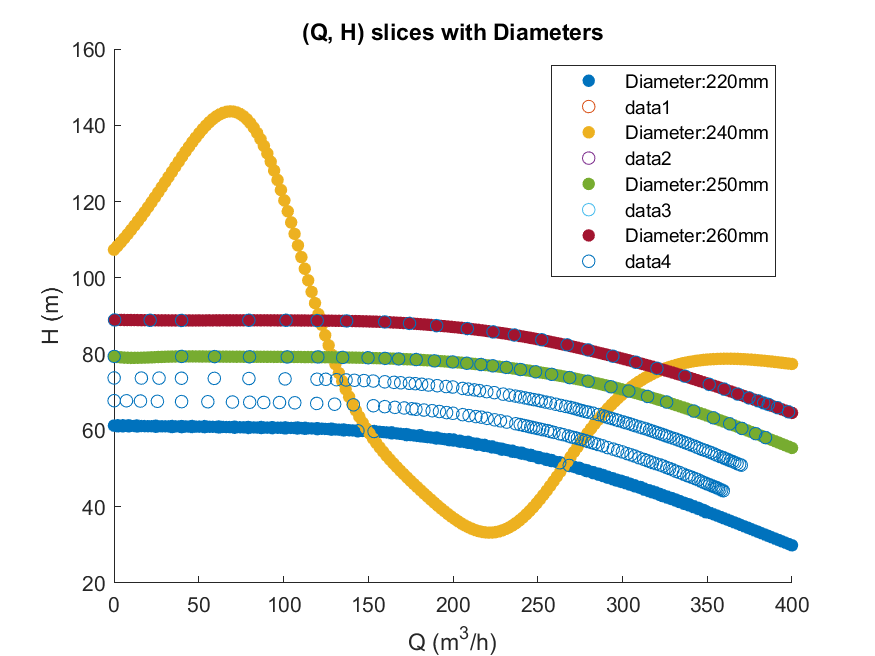 (Q, H) slices with Diameters
160
140
120
100
80
60
40
20
H (m)
0 50 100 150 200 250 300 350 400
Q (m³/h)
Diameter:220mm
data1
Diameter:240mm
data2
Diameter:250mm
data3
Diameter:260mm
data4